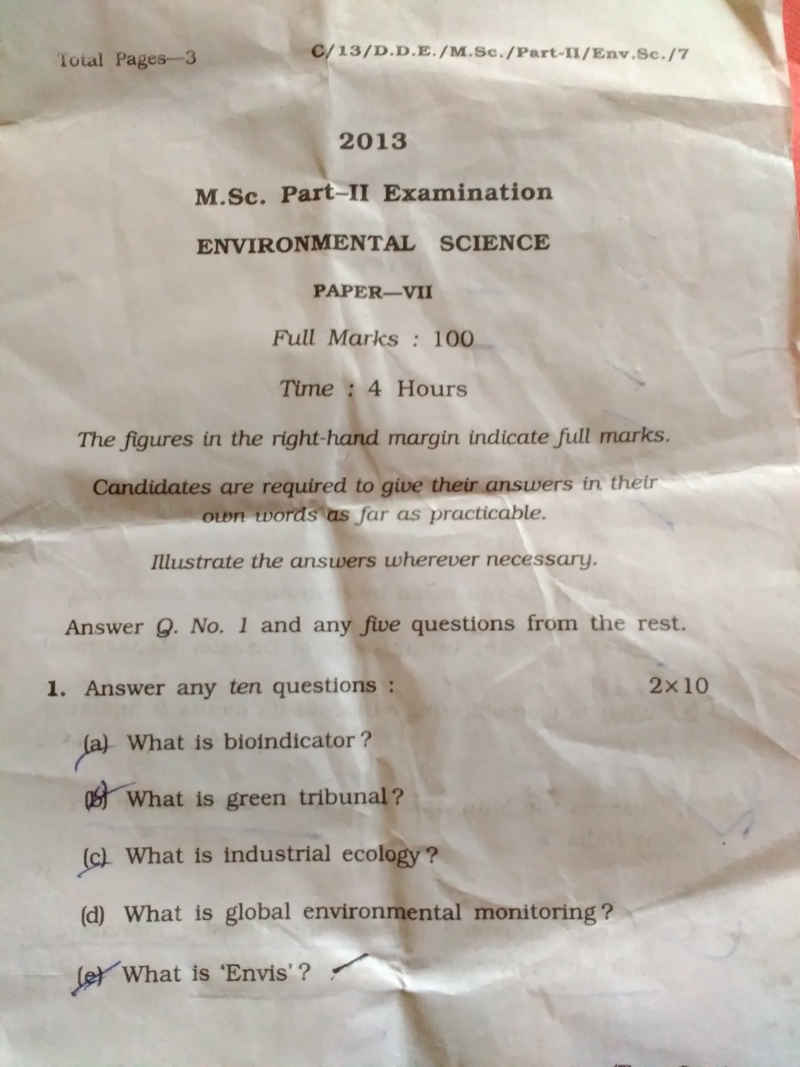 Total Pages—3
C/13/D.D.E./M.Sc./Part-II/Env.Sc./7
2013
M.Sc. Part–II Examination
ENVIRONMENTAL SCIENCE
PAPER—VII
Full Marks : 100
Time : 4 Hours
The figures in the right-hand margin indicate full marks.
Candidates are required to give their answers in their
own words as far as practicable.
Illustrate the answers wherever necessary.
Answer Q. No. 1 and any five questions from the rest.
1. Answer any ten questions : 2×10
(a) What is bioindicator?
(b) What is green tribunal?
(c) What is industrial ecology?
(d) What is global environmental monitoring?
(e) What is ‘Envis’?